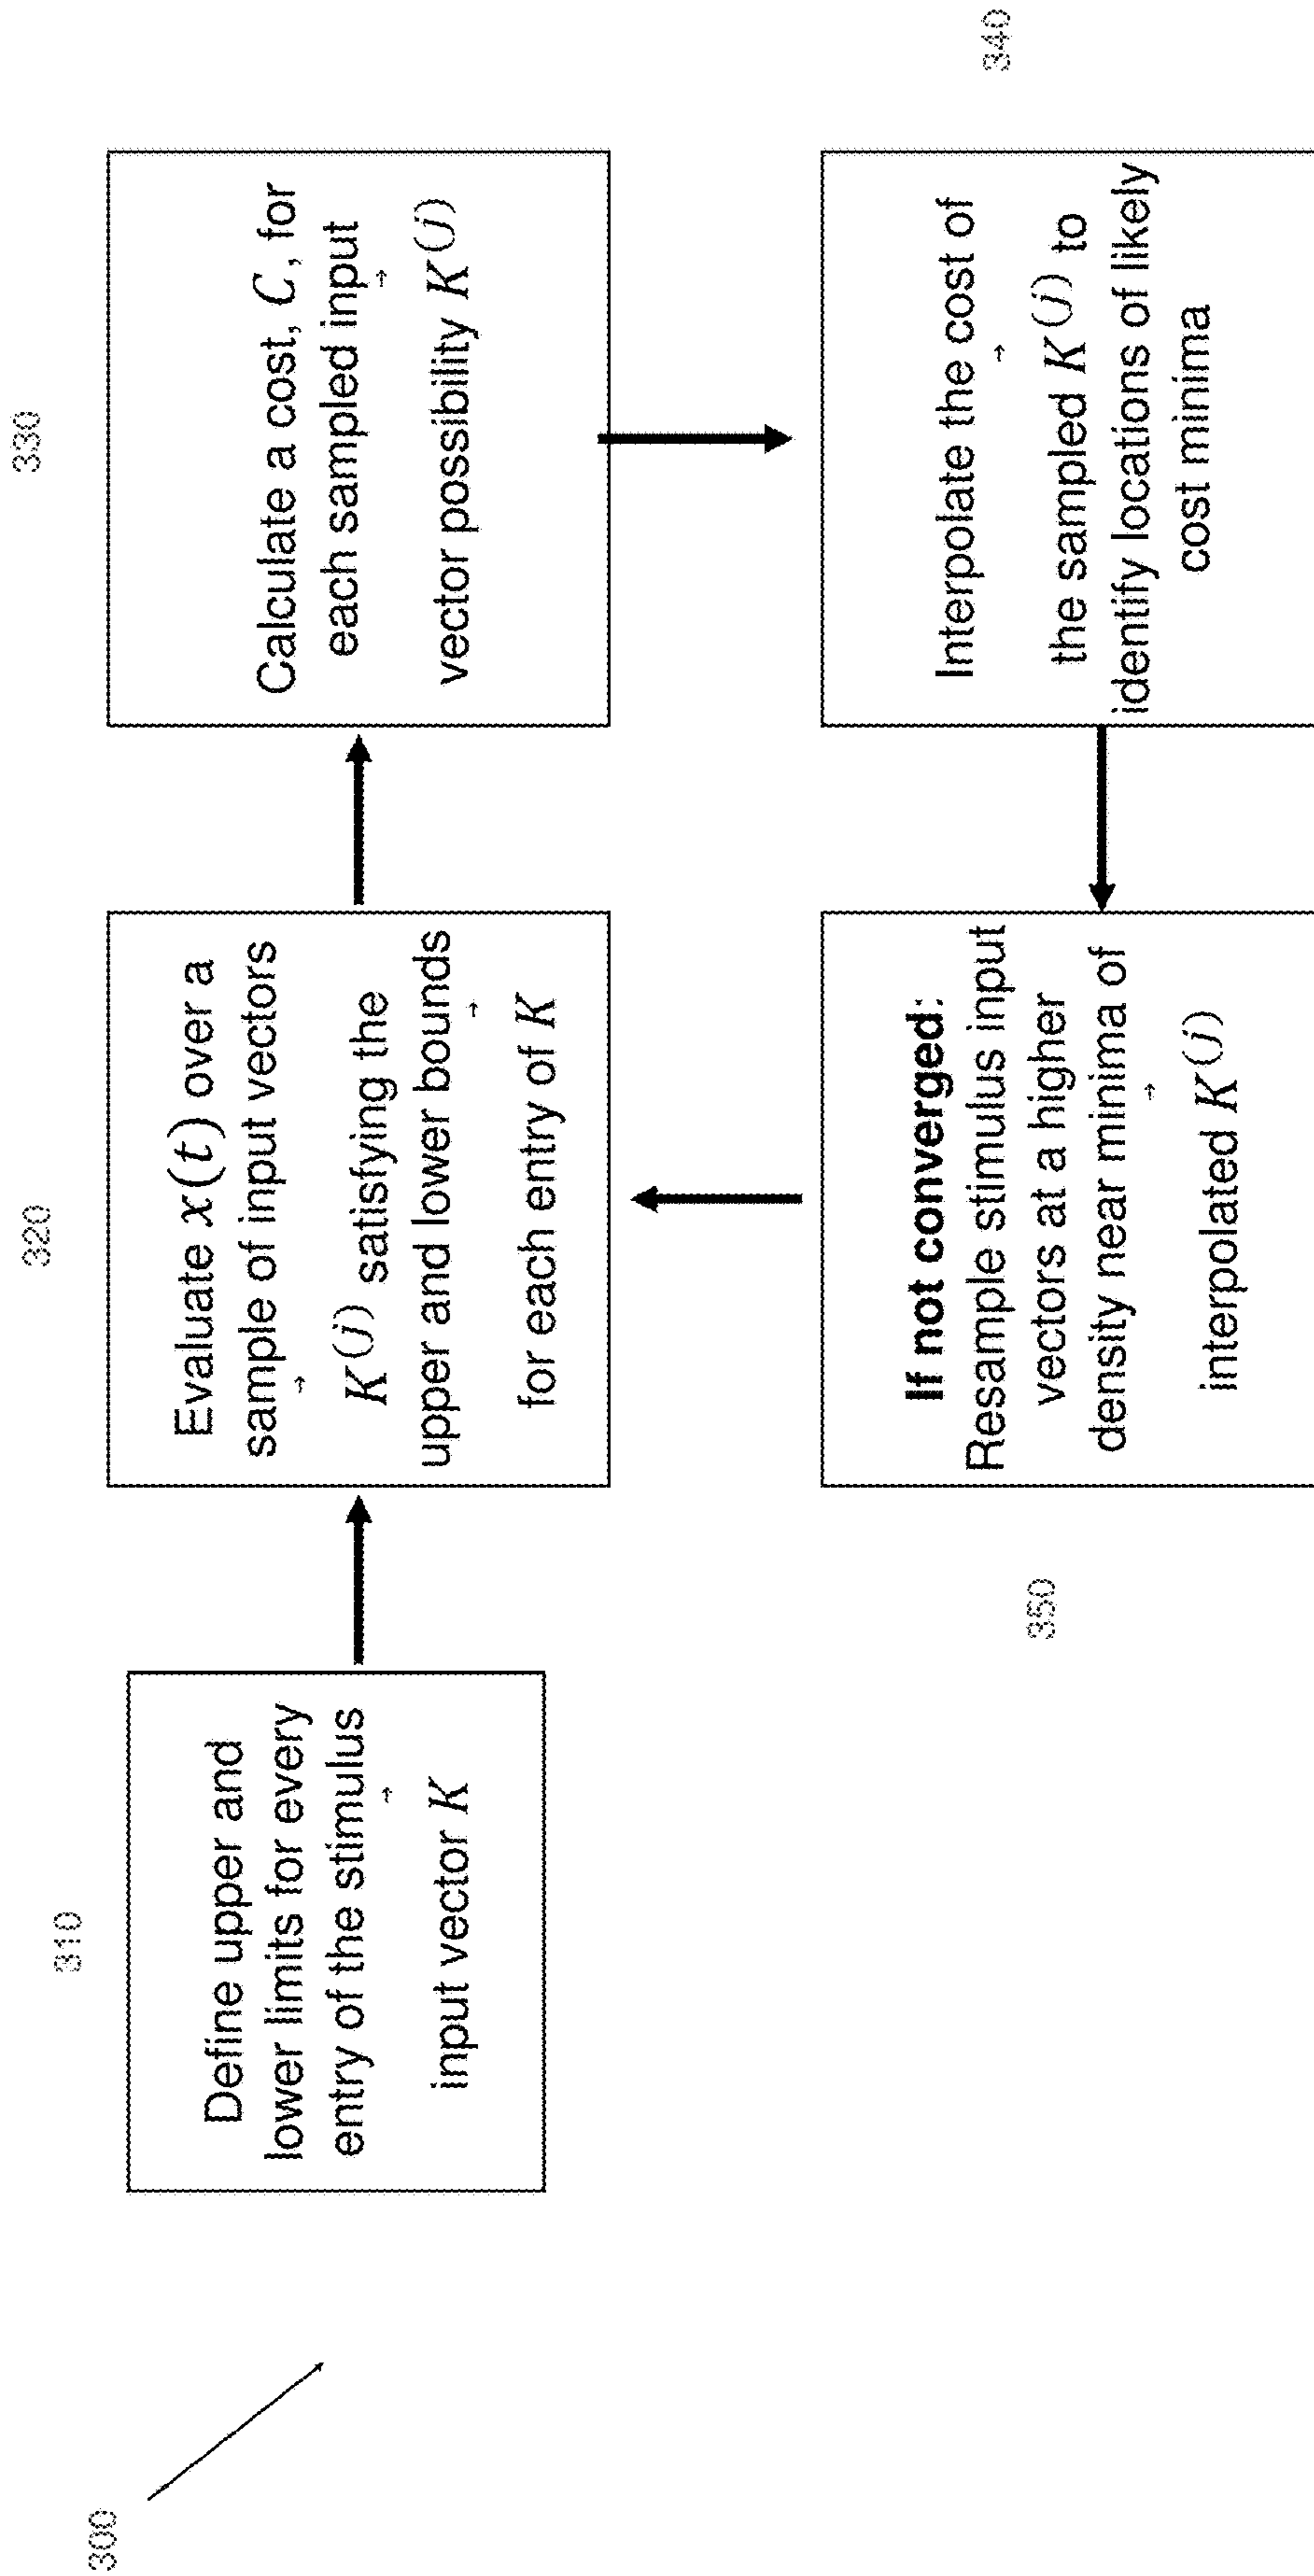 300
310
Define upper and
lower limits for every
entry of the stimulus
→
input vector K
320
Evaluate x(t) over a
sample of input vectors
→
K^(j) satisfying the
upper and lower bounds
→
for each entry of K
330
Calculate a cost, C, for
each sampled input
→
vector possibility K^(j)
340
Interpolate the cost of
→
the sampled K^(j) to
identify locations of likely
cost minima
350
If not converged:
Resample stimulus input
vectors at a higher
density near minima of
→
interpolated K^(j)